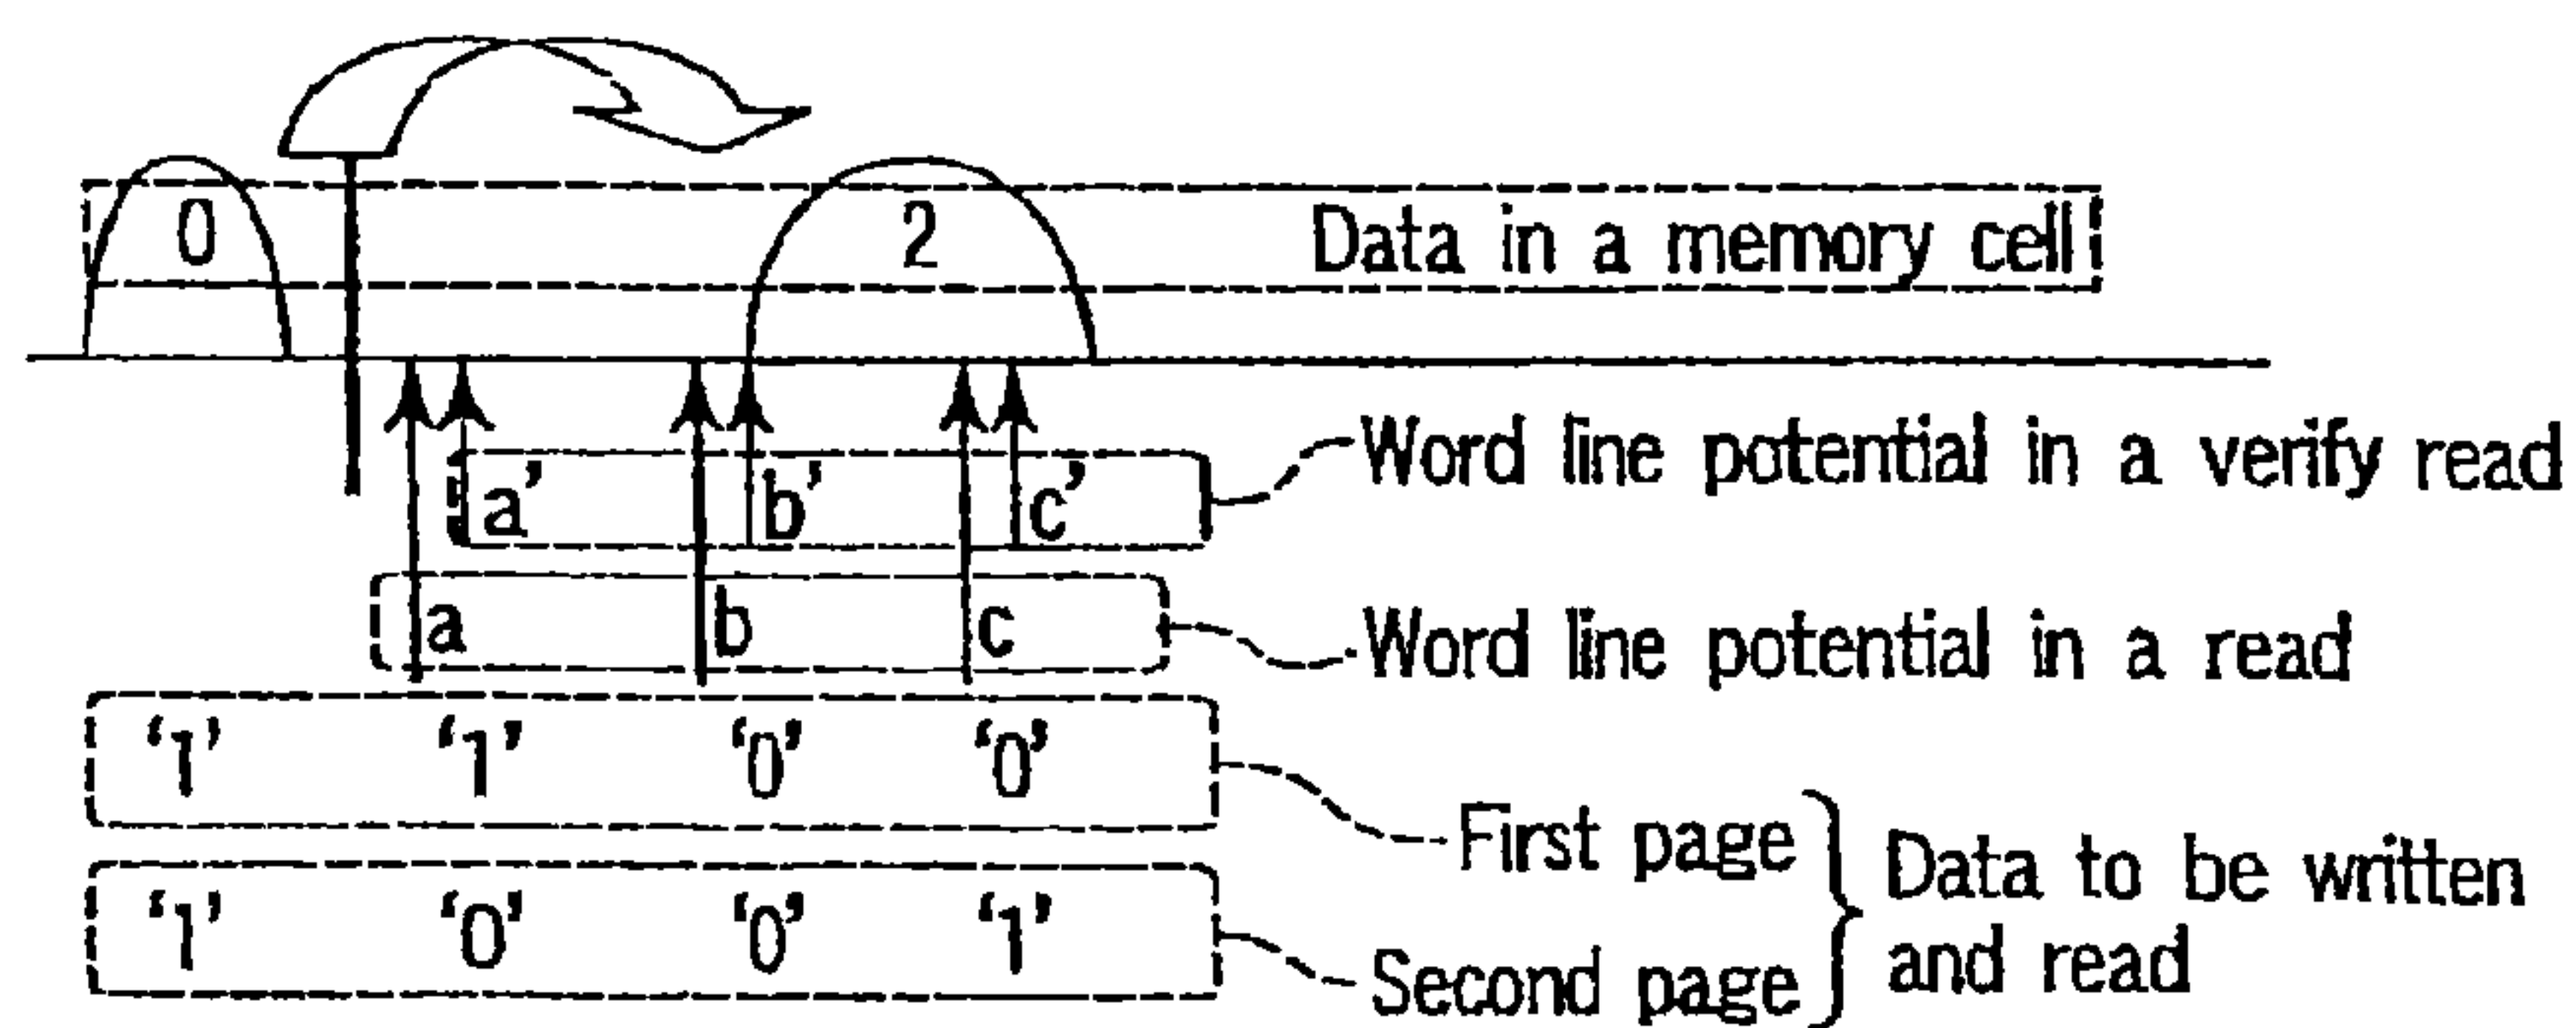 0 2 Data in a memory cell
a' b' c' Word line potential in a verify read
a b c Word line potential in a read
‘1’ ‘1’ ‘0’ ‘0’ First page
‘1’ ‘0’ ‘0’ ‘1’ Second page
Data to be written
and read